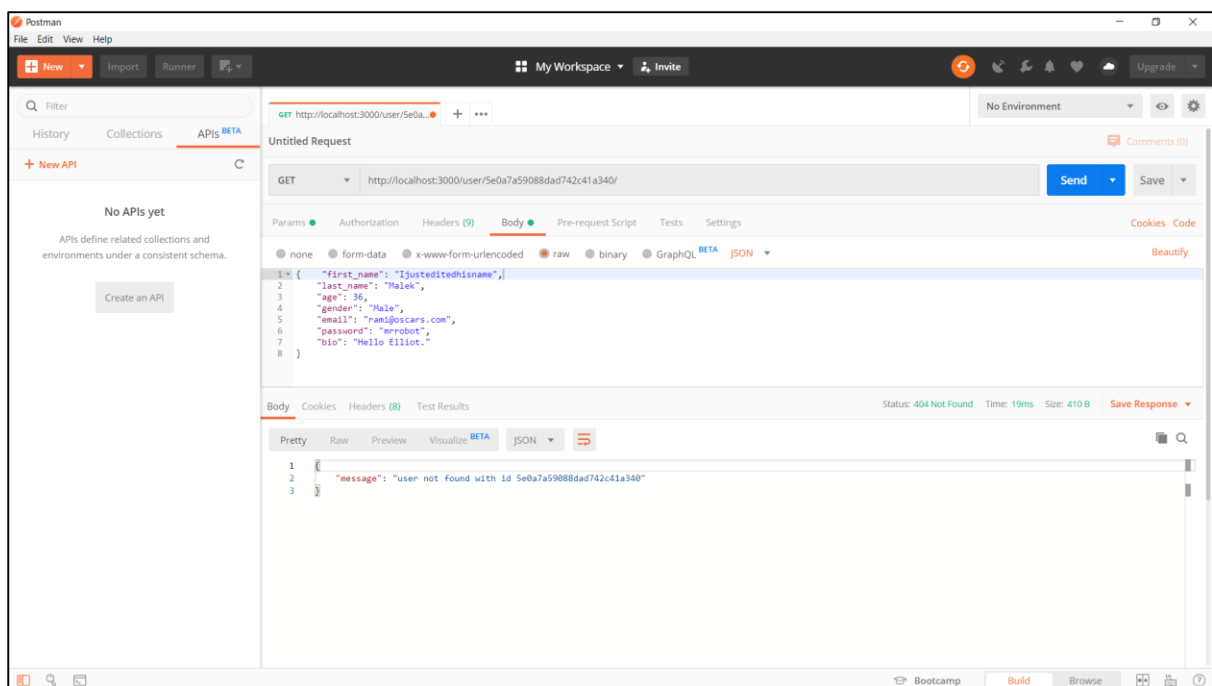 Postman
File Edit View Help
New Import Runner My Workspace Invite Upgrade
Filter
History Collections APIs BETA
+ New API
No APIs yet
APIs define related collections and
environments under a consistent schema.
Create an API
GET http://localhost:3000/user/5e0a... + ••• No Environment
Untitled Request Comments (0)
GET http://localhost:3000/user/5e0a7a59088dad742c41a340/ Send Save
Params Authorization Headers (9) Body Pre-request Script Tests Settings Cookies Code
none form-data x-www-form-urlencoded raw binary GraphQL BETA JSON Beautify
1 { "first_name": "Ijusteditedhisname",
2 "last_name": "Malek",
3 "age": 36,
4 "gender": "Male",
5 "email": "rami@oscars.com",
6 "password": "mrrobot",
7 "bio": "Hello Elliot."
8 }
Body Cookies Headers (8) Test Results Status: 404 Not Found Time: 19ms Size: 410 B Save Response
Pretty Raw Preview Visualize BETA JSON
1 {
2 "message": "user not found with id 5e0a7a59088dad742c41a340"
3 }
Bootcamp Build Browse